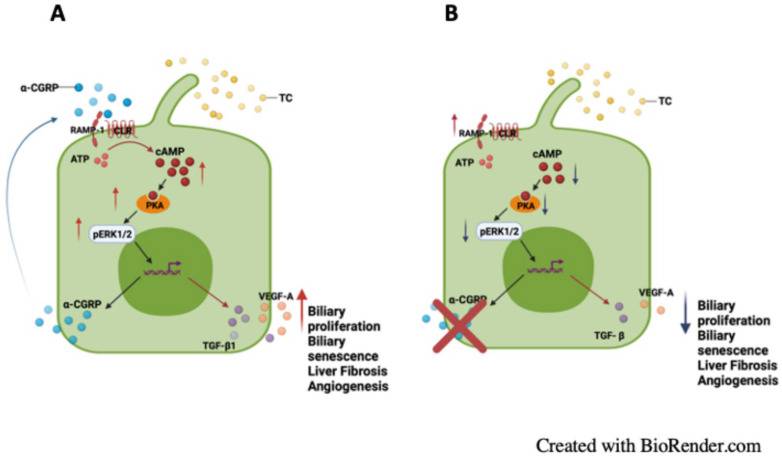 A
α-CGRP
TC
RAMP-1 CLR
ATP
cAMP
PKA
pERK1/2
α-CGRP
VEGF-A
TGF-β1
Biliary
proliferation
Biliary
senescence
Liver Fibrosis
Angiogenesis
B
TC
RAMP-1 CLR
ATP
cAMP
PKA
pERK1/2
α-CGRP
VEGF-A
TGF- β
Biliary
proliferation
Biliary
senescence
Liver Fibrosis
Angiogenesis
Created with BioRender.com